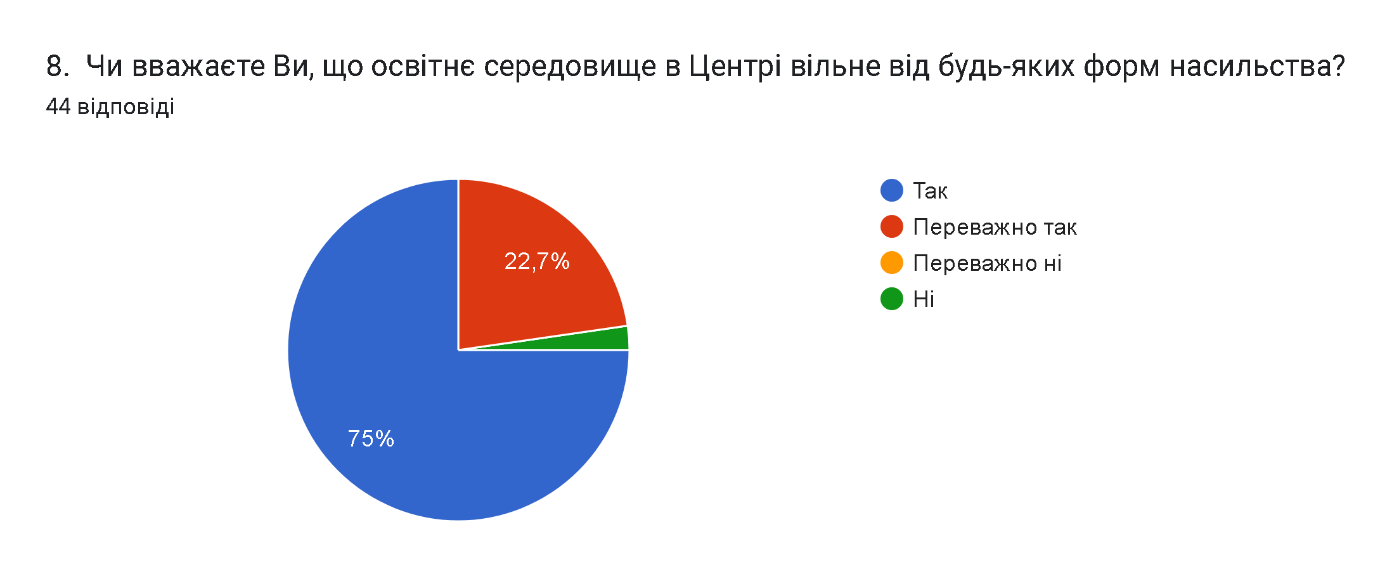 8. Чи вважаєте Ви, що освітнє середовище в Центрі вільне від будь-яких форм насильства?
44 відповіді
Так
22,7%
Переважно так
Переважно ні
Ні
75%